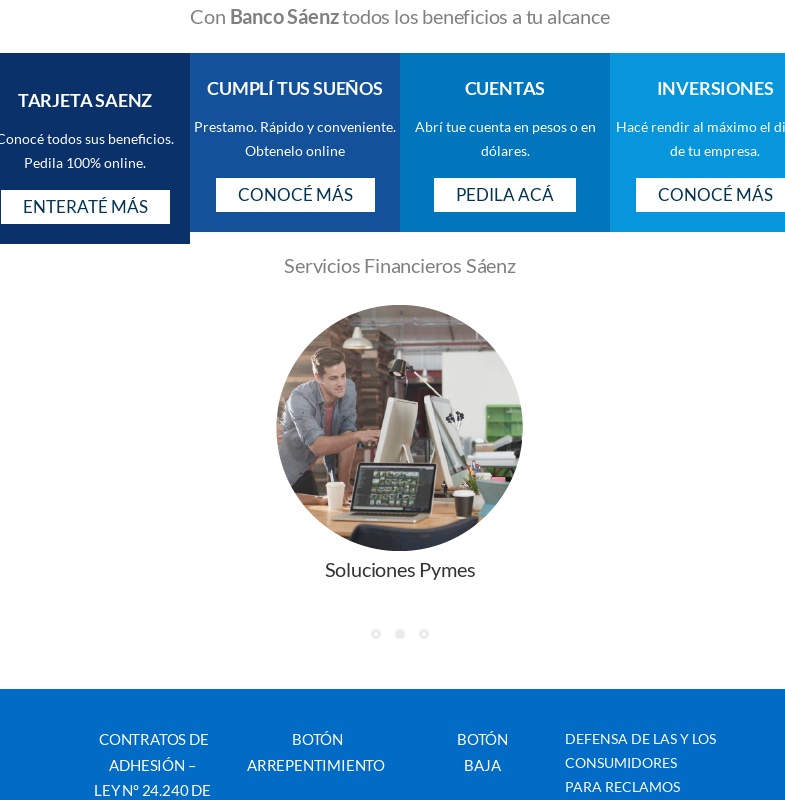 Con Banco Sáenz todos los beneficios a tu alcance
TARJETA SAENZ
Conocé todos sus beneficios.
Pedila 100% online.
ENTERATÉ MÁS
CUMPLÍ TUS SUEÑOS
Prestamo. Rápido y conveniente.
Obtenelo online
CONOCÉ MÁS
CUENTAS
Abrí tue cuenta en pesos o en
dólares.
PEDILA ACÁ
INVERSIONES
Hacé rendir al máximo el di
de tu empresa.
CONOCÉ MÁS
Servicios Financieros Sáenz
Soluciones Pymes
CONTRATOS DE
ADHESIÓN –
LEY Nº 24.240 DE
BOTÓN
ARREPENTIMIENTO
BOTÓN
BAJA
DEFENSA DE LAS Y LOS
CONSUMIDORES
PARA RECLAMOS